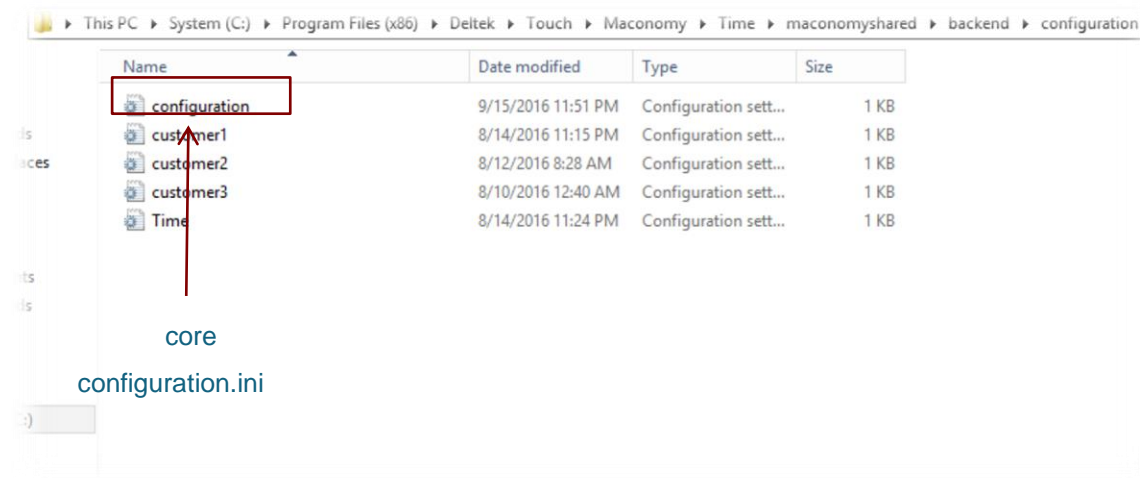 This PC ▸ System (C:) ▸ Program Files (x86) ▸ Deltek ▸ Touch ▸ Maconomy ▸ Time ▸ maconomyshared ▸ backend ▸ configuration
Name Date modified Type Size
configuration 9/15/2016 11:51 PM Configuration sett... 1 KB
customer1 8/14/2016 11:15 PM Configuration sett... 1 KB
customer2 8/12/2016 8:28 AM Configuration sett... 1 KB
customer3 8/10/2016 12:40 AM Configuration sett... 1 KB
Time 8/14/2016 11:24 PM Configuration sett... 1 KB
core
configuration.ini